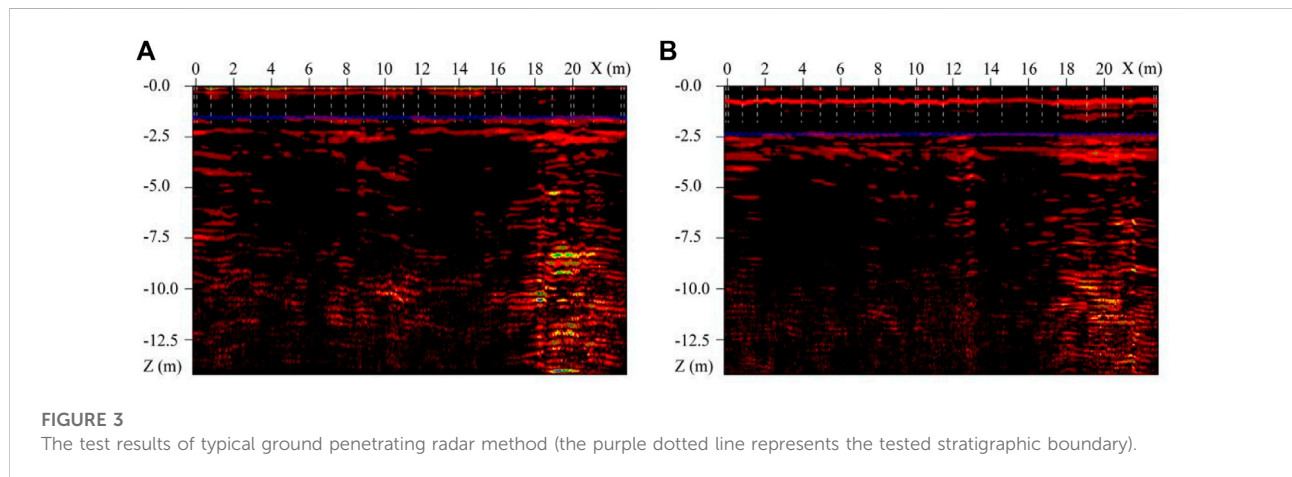 A
B
0 2 4 6 8 10 12 14 16 18 20 X (m)
0 2 4 6 8 10 12 14 16 18 20 X (m)
-0.0
-2.5
-5.0
-7.5
-10.0
-12.5
Z (m)
-0.0
-2.5
-5.0
-7.5
-10.0
-12.5
Z (m)
FIGURE 3
The test results of typical ground penetrating radar method (the purple dotted line represents the tested stratigraphic boundary).